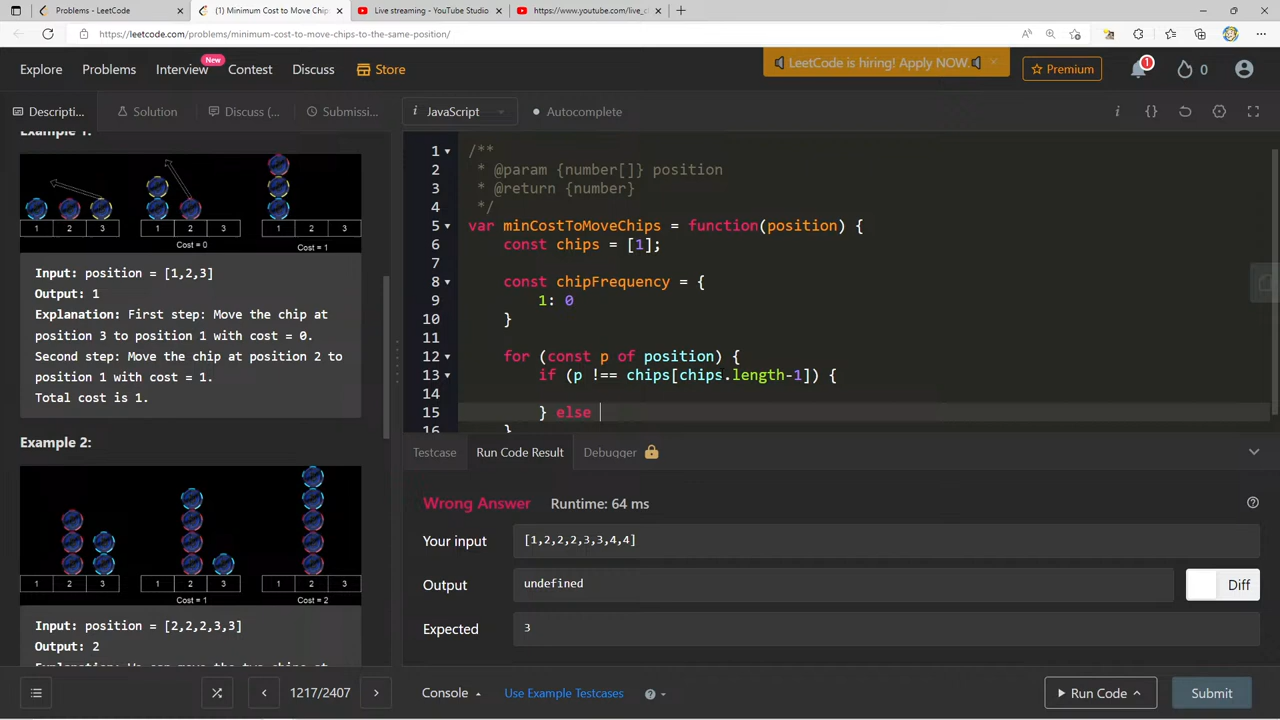 Problems - LeetCode
(1) Minimum Cost to Move Chip
Live streaming - YouTube Studio
https://www.youtube.com/live_c
https://leetcode.com/problems/minimum-cost-to-move-chips-to-the-same-position/
Explore
Problems
Interview
New
Contest
Discuss
Store
LeetCode is hiring! Apply NOW.
Premium
1
0
Descripti...
Solution
Discuss (...
Submissi...
i JavaScript
Autocomplete
Example 1:
1 2 3
1 2 3
1 2 3
Cost = 0
Cost = 1
Input: position = [1,2,3]
Output: 1
Explanation: First step: Move the chip at
position 3 to position 1 with cost = 0.
Second step: Move the chip at position 2 to
position 1 with cost = 1.
Total cost is 1.
Example 2:
1 2 3
1 2 3
1 2 3
Cost = 1
Cost = 2
Input: position = [2,2,2,3,3]
Output: 2
Explanation: We can move the two chips at
1 /**
2 * @param {number[]} position
3 * @return {number}
4 */
5 var minCostToMoveChips = function(position) {
6 const chips = [1];
7
8 const chipFrequency = {
9 1: 0
10 }
11
12 for (const p of position) {
13 if (p !== chips[chips.length-1]) {
14
15 } else
16 }
Testcase
Run Code Result
Debugger
Wrong Answer
Runtime: 64 ms
Your input
[1,2,2,2,3,3,4,4]
Output
undefined
Diff
Expected
3
1217/2407
Console
Use Example Testcases
Run Code
Submit